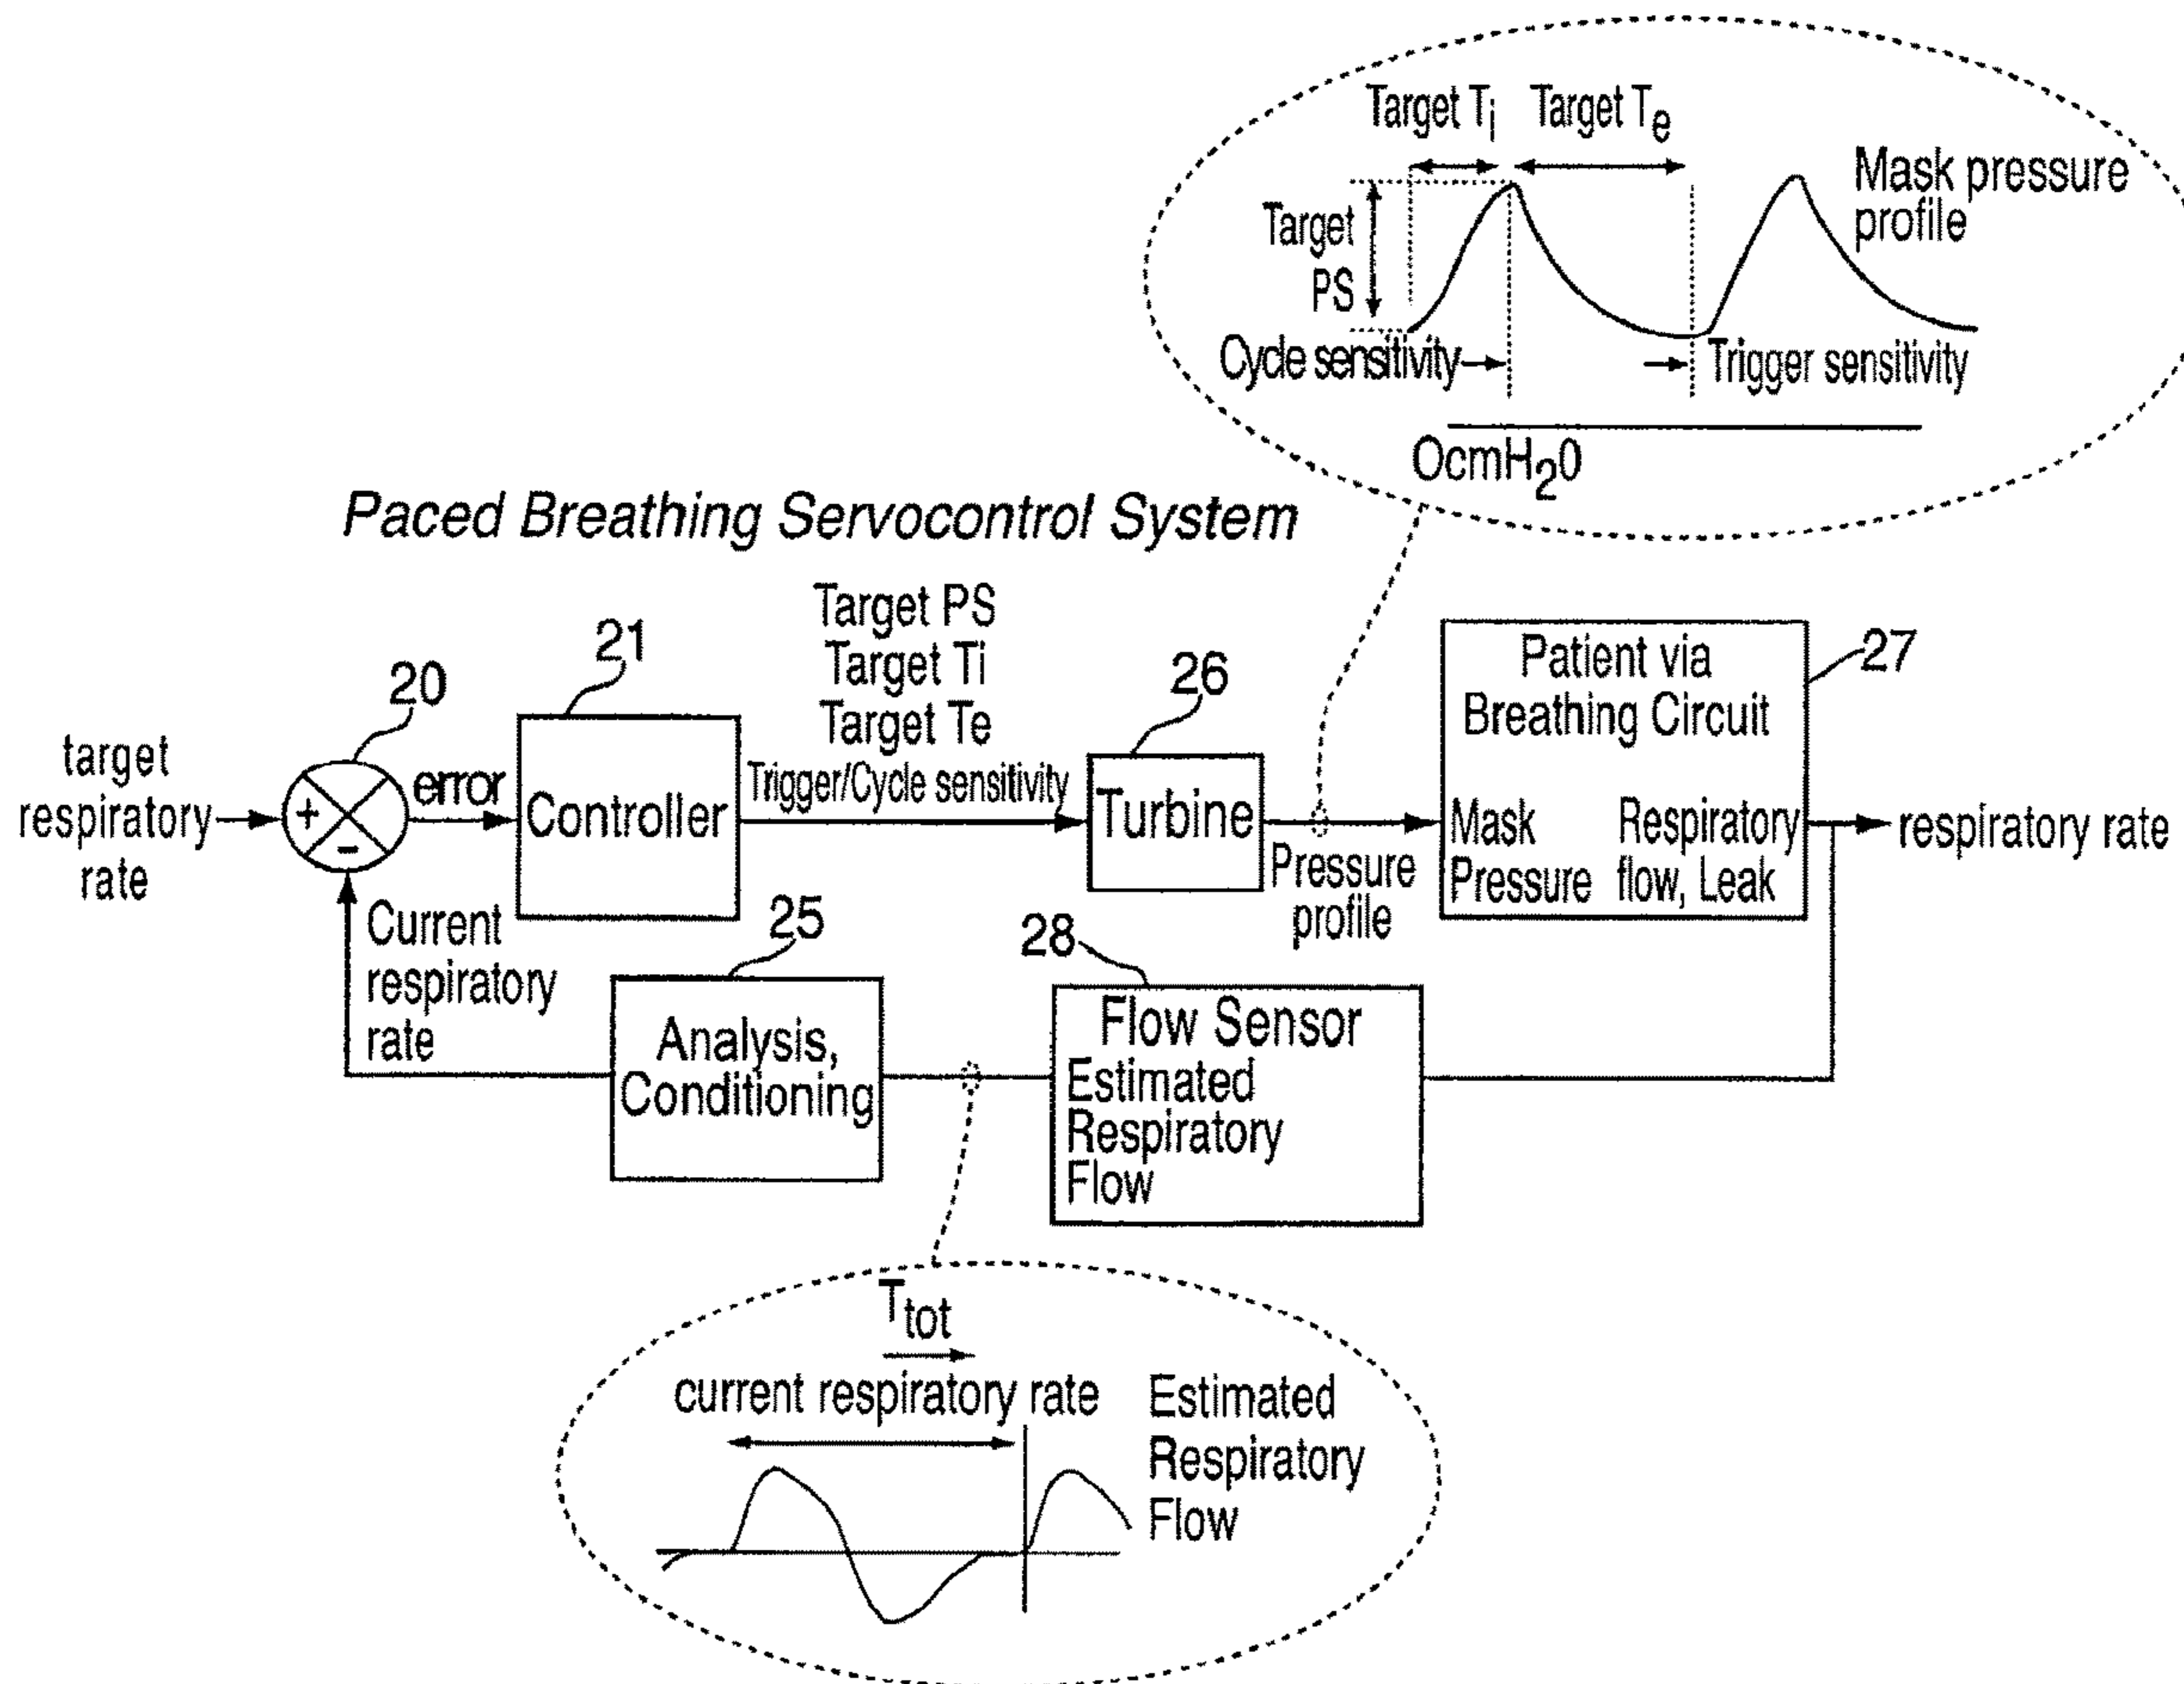 Target Ti Target Te
Mask pressure
profile
Target
PS
Cycle sensitivity
Trigger sensitivity
OcmH20
Paced Breathing Servocontrol System
target
respiratory
rate
20
+
-
error
21
Controller
Target PS
Target Ti
Target Te
Trigger/Cycle sensitivity
26
Turbine
Pressure
profile
27
Patient via
Breathing Circuit
Mask
Pressure
Respiratory
flow, Leak
respiratory rate
Current
respiratory
rate
25
Analysis,
Conditioning
28
Flow Sensor
Estimated
Respiratory
Flow
Ttot
current respiratory rate
Estimated
Respiratory
Flow